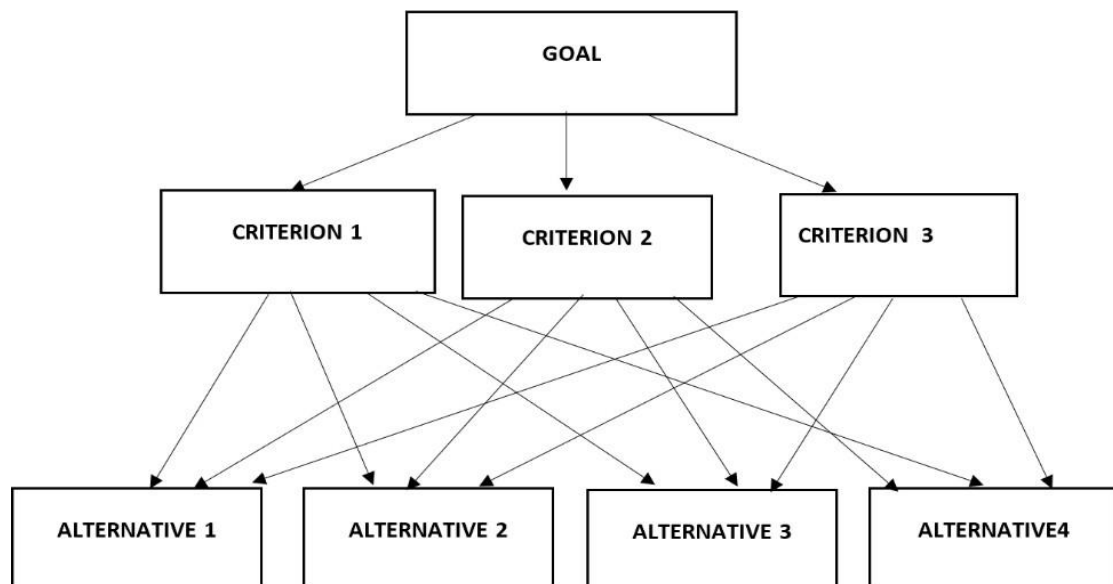 GOAL
CRITERION 1
CRITERION 2
CRITERION 3
ALTERNATIVE 1
ALTERNATIVE 2
ALTERNATIVE 3
ALTERNATIVE4